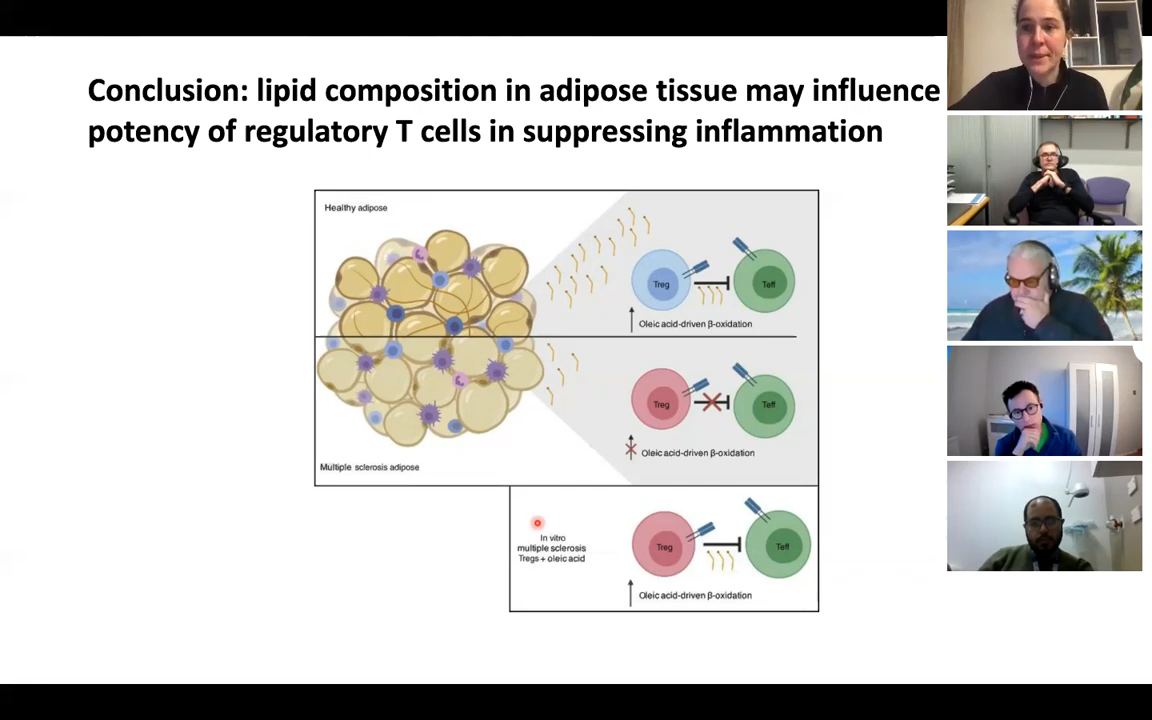 Conclusion: lipid composition in adipose tissue may influence
potency of regulatory T cells in suppressing inflammation
Healthy adipose
Treg
Teff
Oleic acid-driven β-oxidation
Treg
Teff
Oleic acid-driven β-oxidation
Multiple sclerosis adipose
In vitro
multiple sclerosis
Tregs + oleic acid
Treg
Teff
Oleic acid-driven β-oxidation